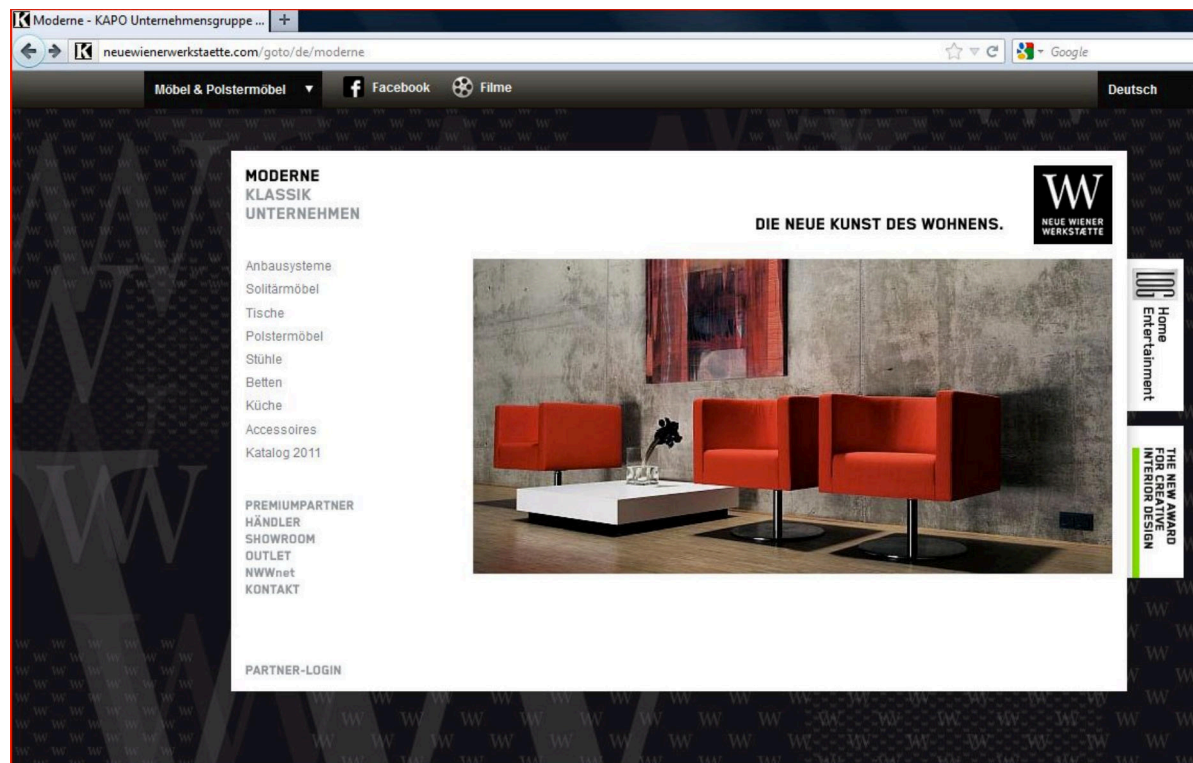 Moderne - KAPO Unternehmensgruppe ...
neuewienerwerkstaette.com/goto/de/moderne
Google
Möbel & Polstermöbel
Facebook
Filme
Deutsch
MODERNE
KLASSIK
UNTERNEHMEN
DIE NEUE KUNST DES WOHNENS.
W
NEUE WIENER
WERKSTÆTTE
Anbausysteme
Solitärmöbel
Tische
Polstermöbel
Stühle
Betten
Küche
Accessoires
Katalog 2011
PREMIUMPARTNER
HÄNDLER
SHOWROOM
OUTLET
NWWnet
KONTAKT
PARTNER-LOGIN
LOG
Home
Entertainment
THE NEW AWARD
FOR CREATIVE
INTERIOR DESIGN